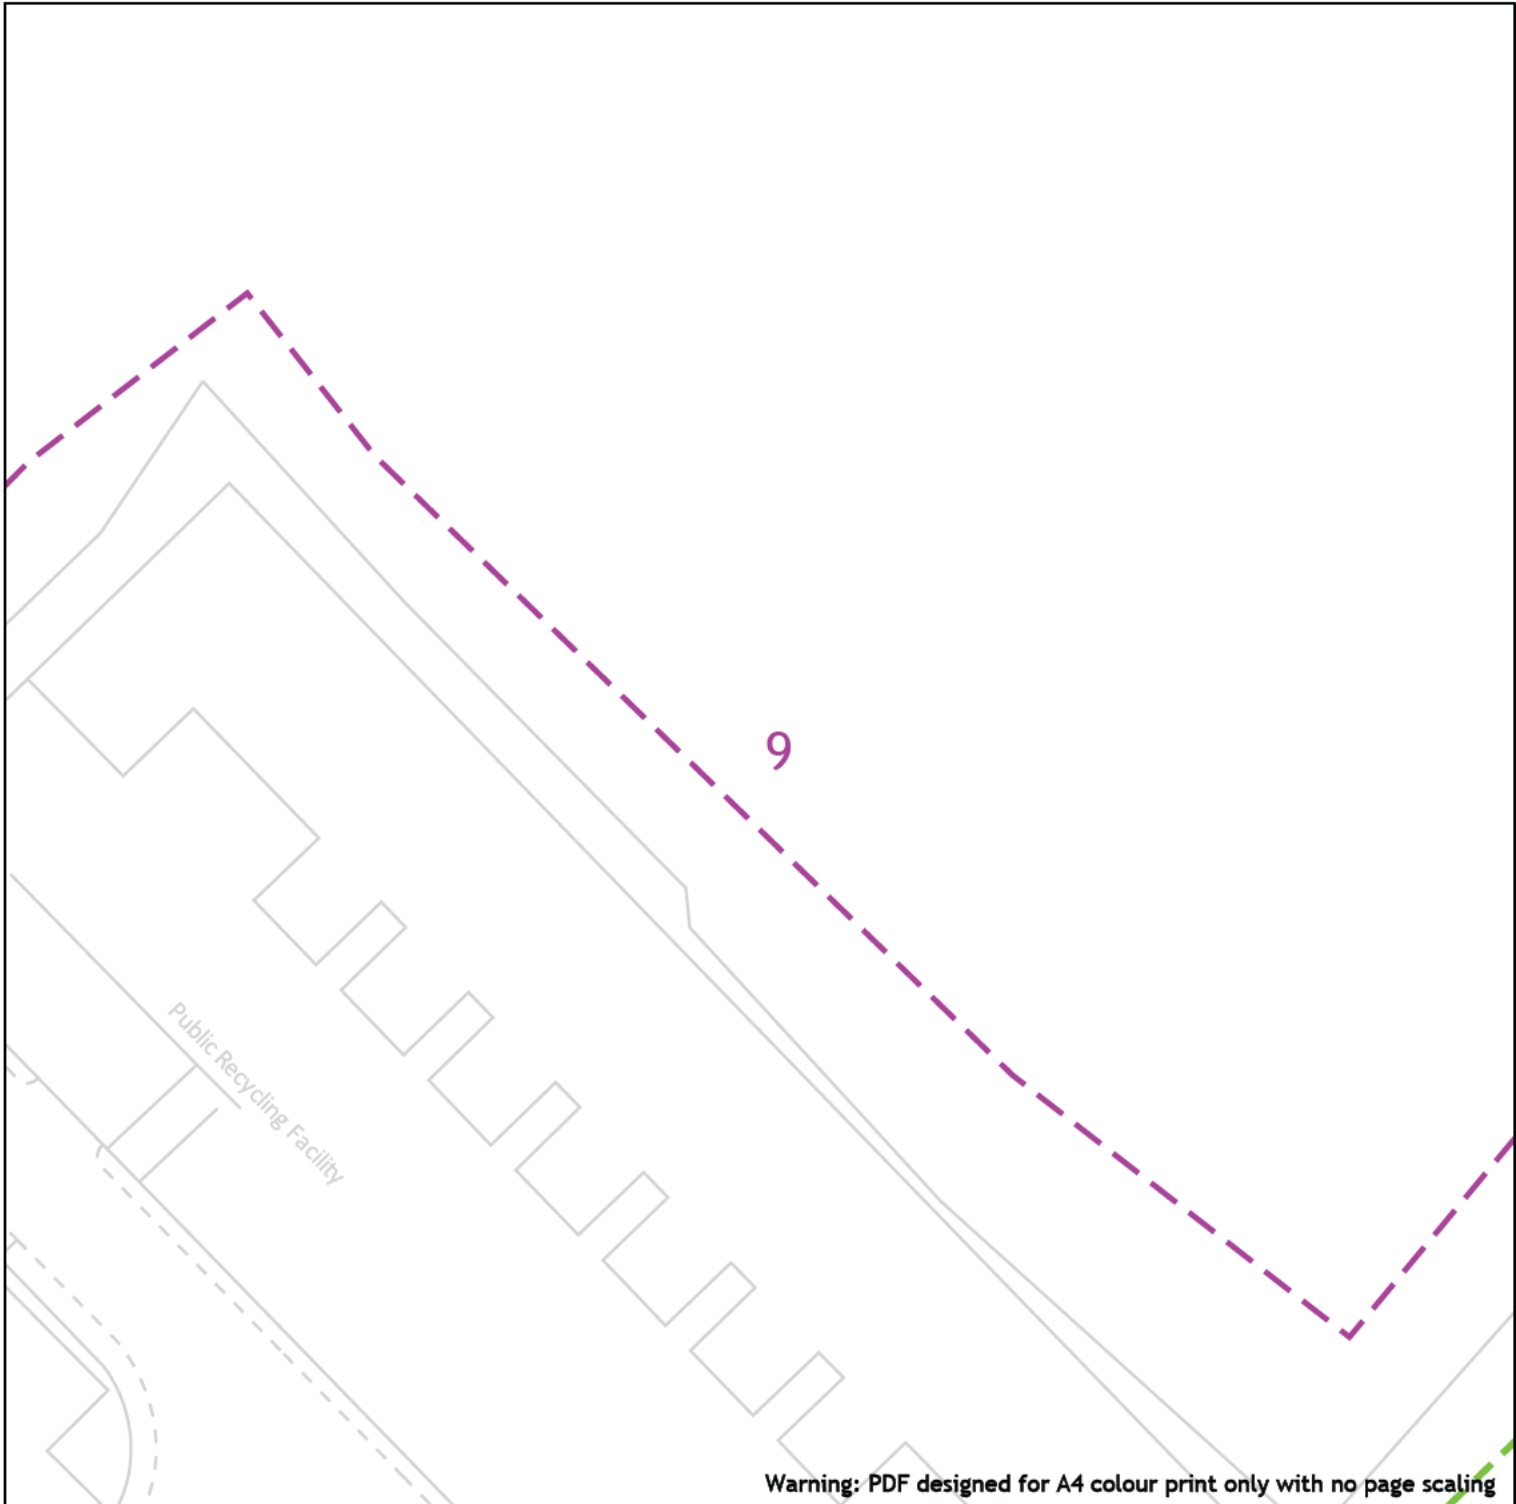 9
Public Recycling Facility
Warning: PDF designed for A4 colour print only with no page scaling